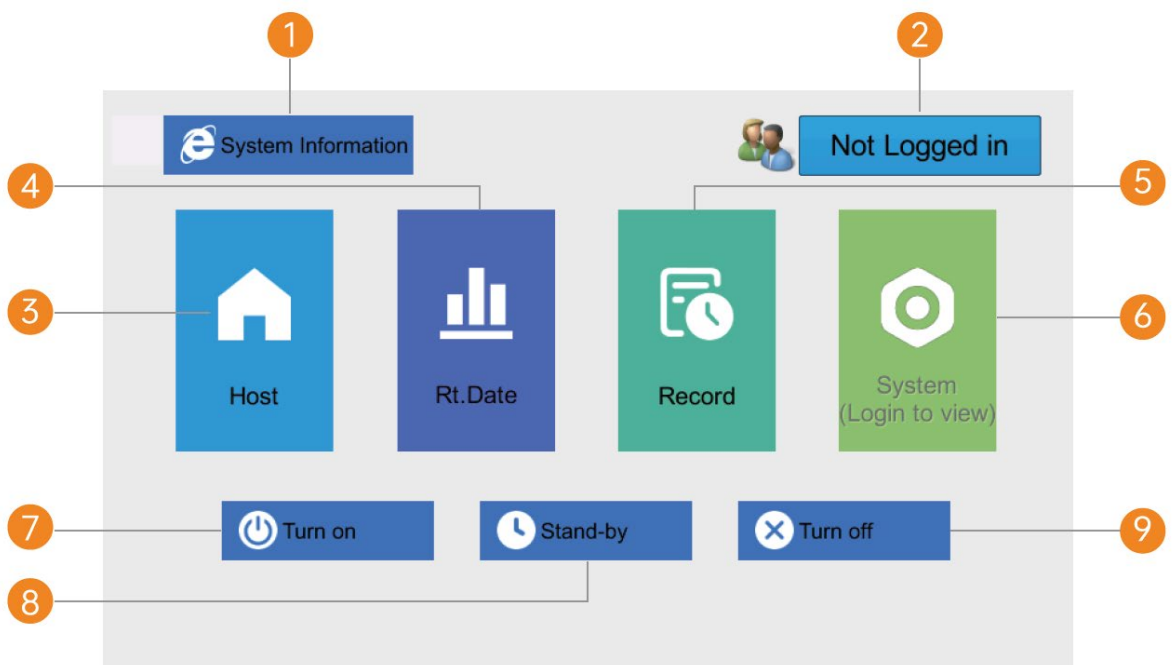 1
2
System Information
Not Logged in
4
5
3
6
Host
Rt.Date
Record
System
(Login to view)
7
Turn on
Stand-by
Turn off
9
8